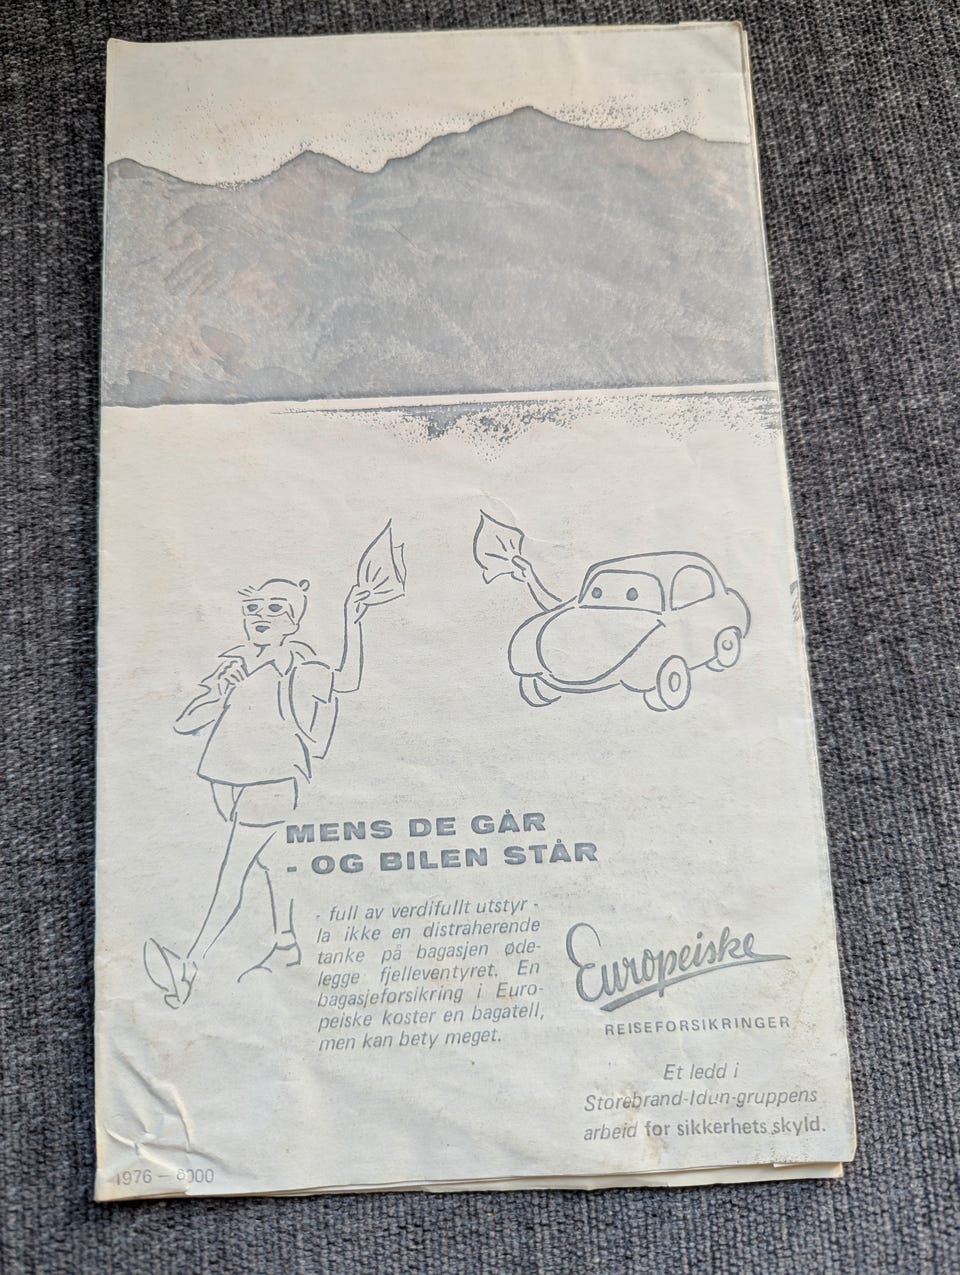 MENS DE GÅR
- OG BILEN STÅR
- full av verdifullt utstyr -
la ikke en distraherende
tanke på bagasjen øde-
legge fjelleventyret. En
bagasjeforsikring i Euro-
peiske koster en bagatell,
men kan bety meget.
Europeiske
REISEFORSIKRINGER
Et ledd i
Storebrand-Idun-gruppens
arbeid for sikkerhets skyld.
1976 – 8000